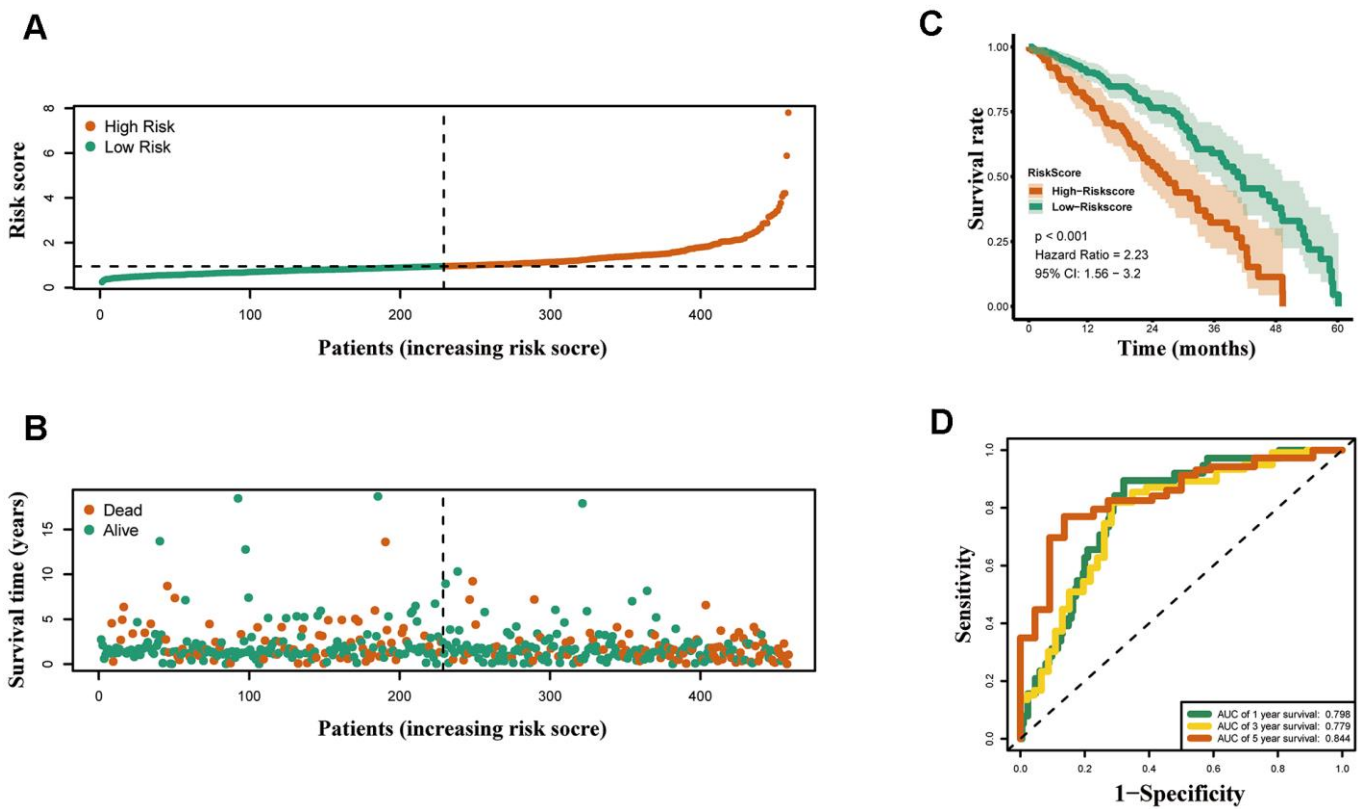 A
Risk score
8
6
4
2
0
High Risk
Low Risk
0 100 200 300 400
Patients (increasing risk socre)
B
Survival time (years)
15
10
5
0
Dead
Alive
0 100 200 300 400
Patients (increasing risk socre)
C
Survival rate
1.00
0.75
0.50
0.25
0.00
RiskScore
High-Riskscore
Low-Riskscore
p < 0.001
Hazard Ratio = 2.23
95% CI: 1.56 − 3.2
0 12 24 36 48 60
Time (months)
D
Sensitivity
1.0
0.8
0.6
0.4
0.2
0.0
AUC of 1 year survival: 0.798
AUC of 3 year survival: 0.779
AUC of 5 year survival: 0.844
0.0 0.2 0.4 0.6 0.8 1.0
1−Specificity